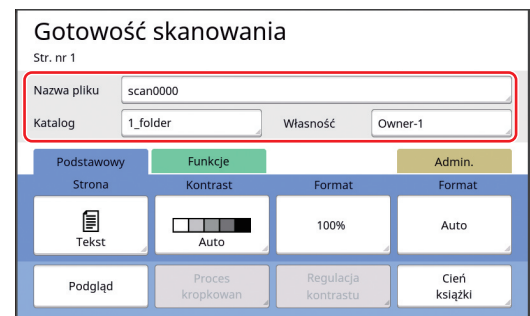 Gotowość skanowania
Str. nr 1
Nazwa pliku scan0000
Katalog 1_folder Własność Owner-1
Podstawowy Funkcje Admin.
Strona Kontrast Format Format
Tekst Auto 100% Auto
Podgląd Proces kropkowan Regulacja kontrastu Cień książki